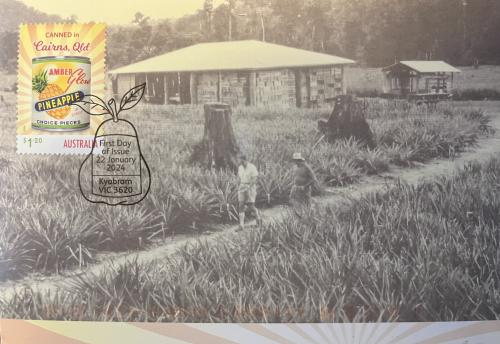 CANNED in
Cairns, Qld
AMBER
Glow
PINEAPPLE
CHOICE PIECES
$1.20 AUSTRALIA
First Day
of Issue
22 January
2024
Kyabram
VIC 3620